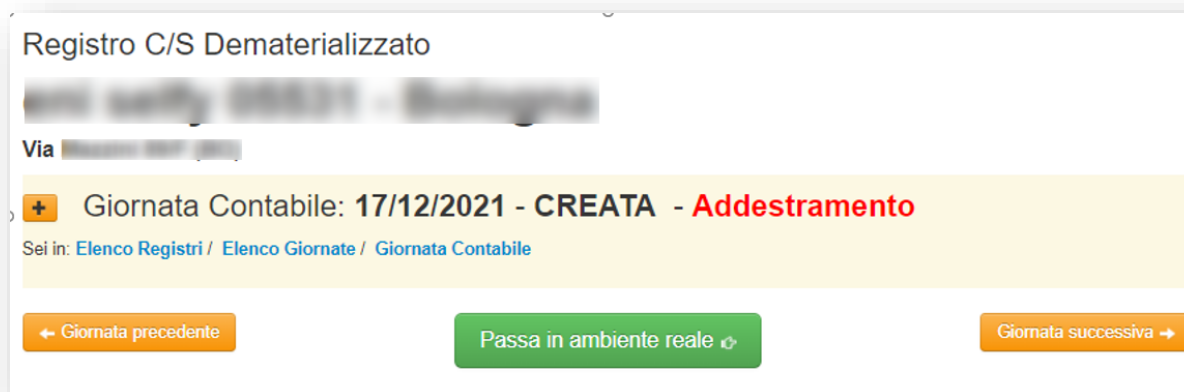 Registro C/S Dematerializzato
Via
+ Giornata Contabile: 17/12/2021 - CREATA - Addestramento
Sei in: Elenco Registri / Elenco Giornate / Giornata Contabile
← Giornata precedente
Passa in ambiente reale
Giornata successiva →